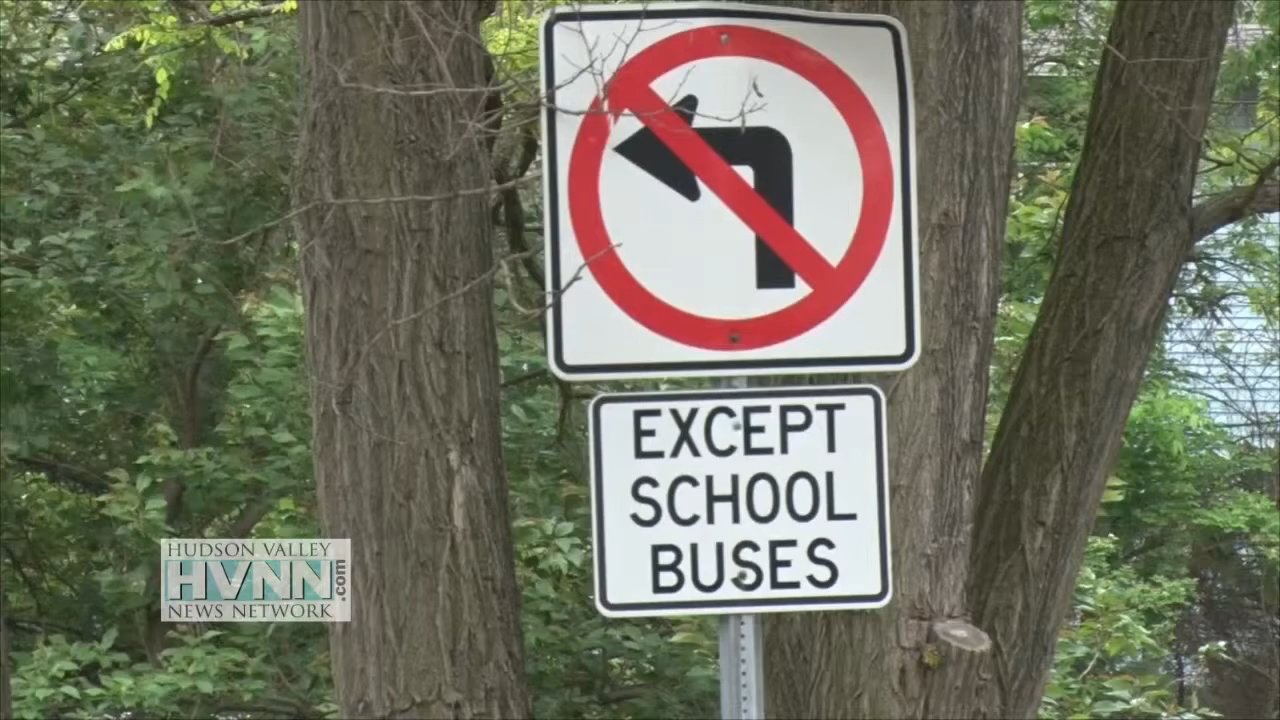 EXCEPT
SCHOOL
BUSES
HUDSON VALLEY
HVNN.com
NEWS NETWORK